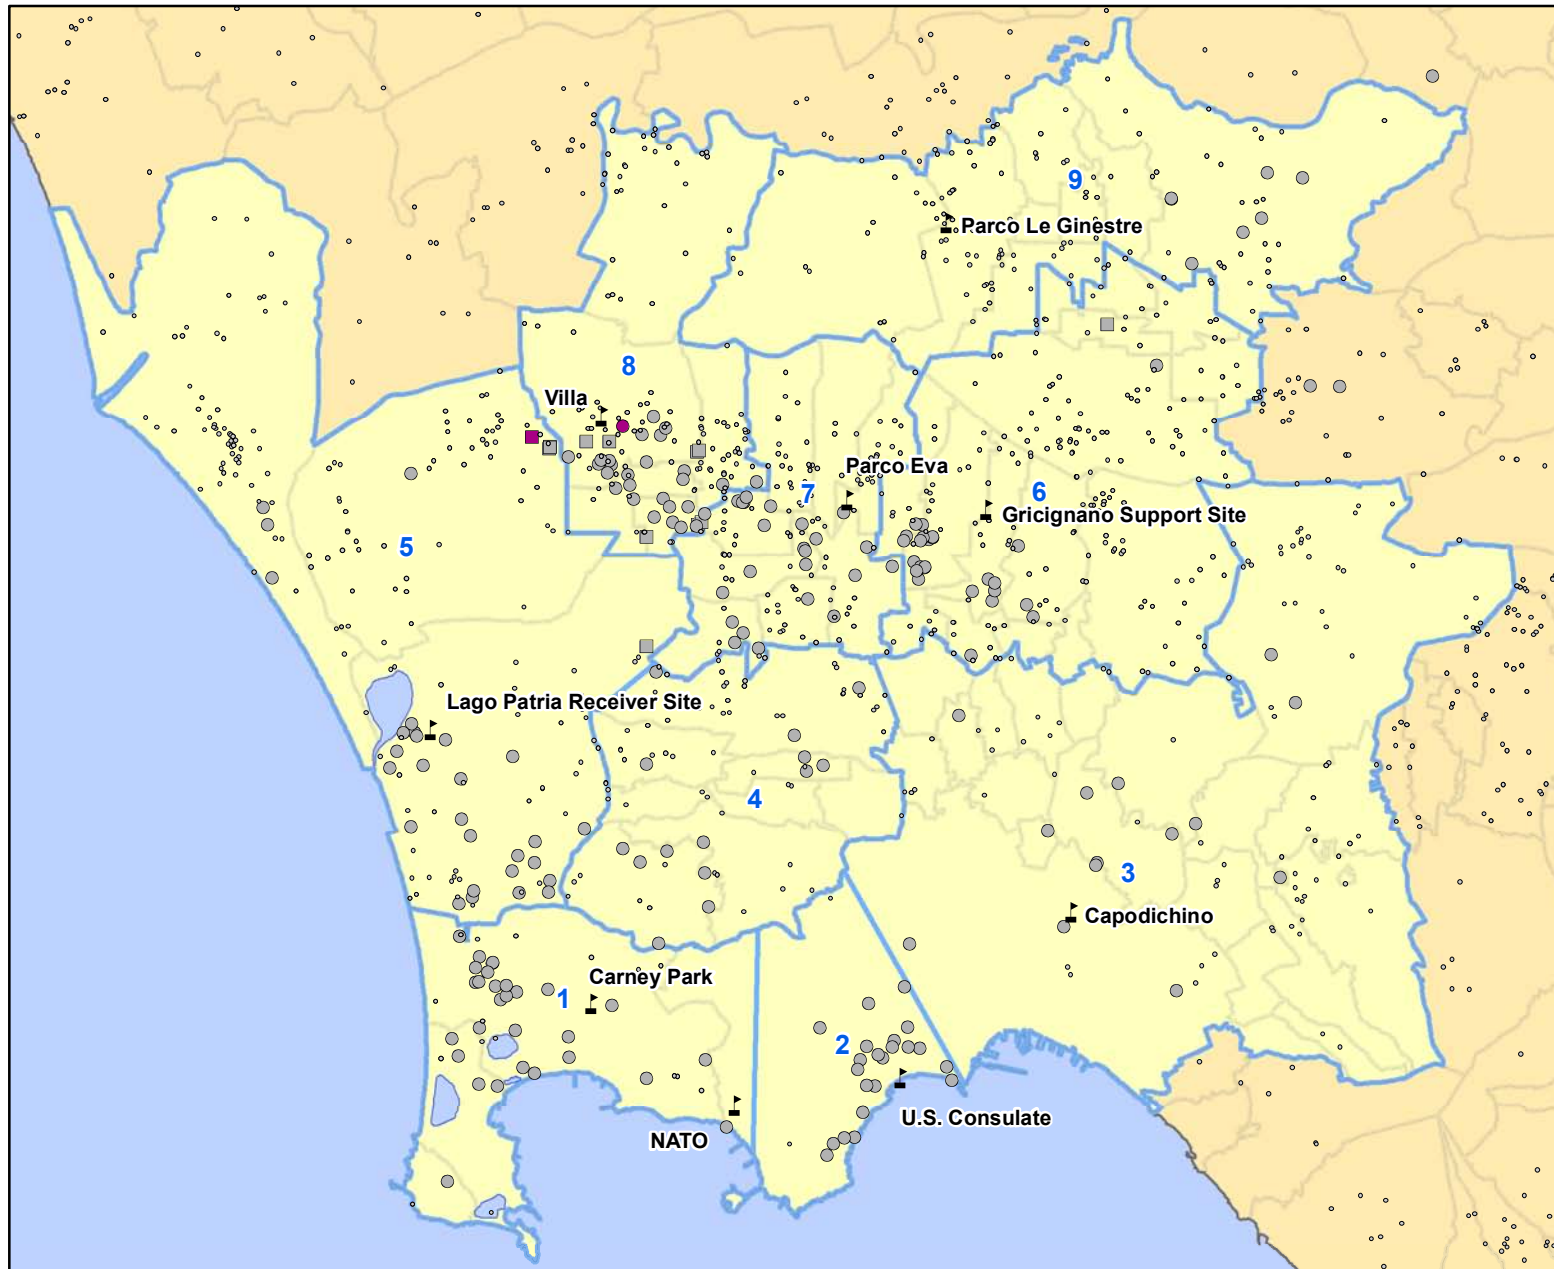 9
Parco Le Ginestre
8
Villa
Parco Eva
7
6
Gricignano Support Site
5
Lago Patria Receiver Site
4
3
Capodichino
Carney Park
1
2
U.S. Consulate
NATO